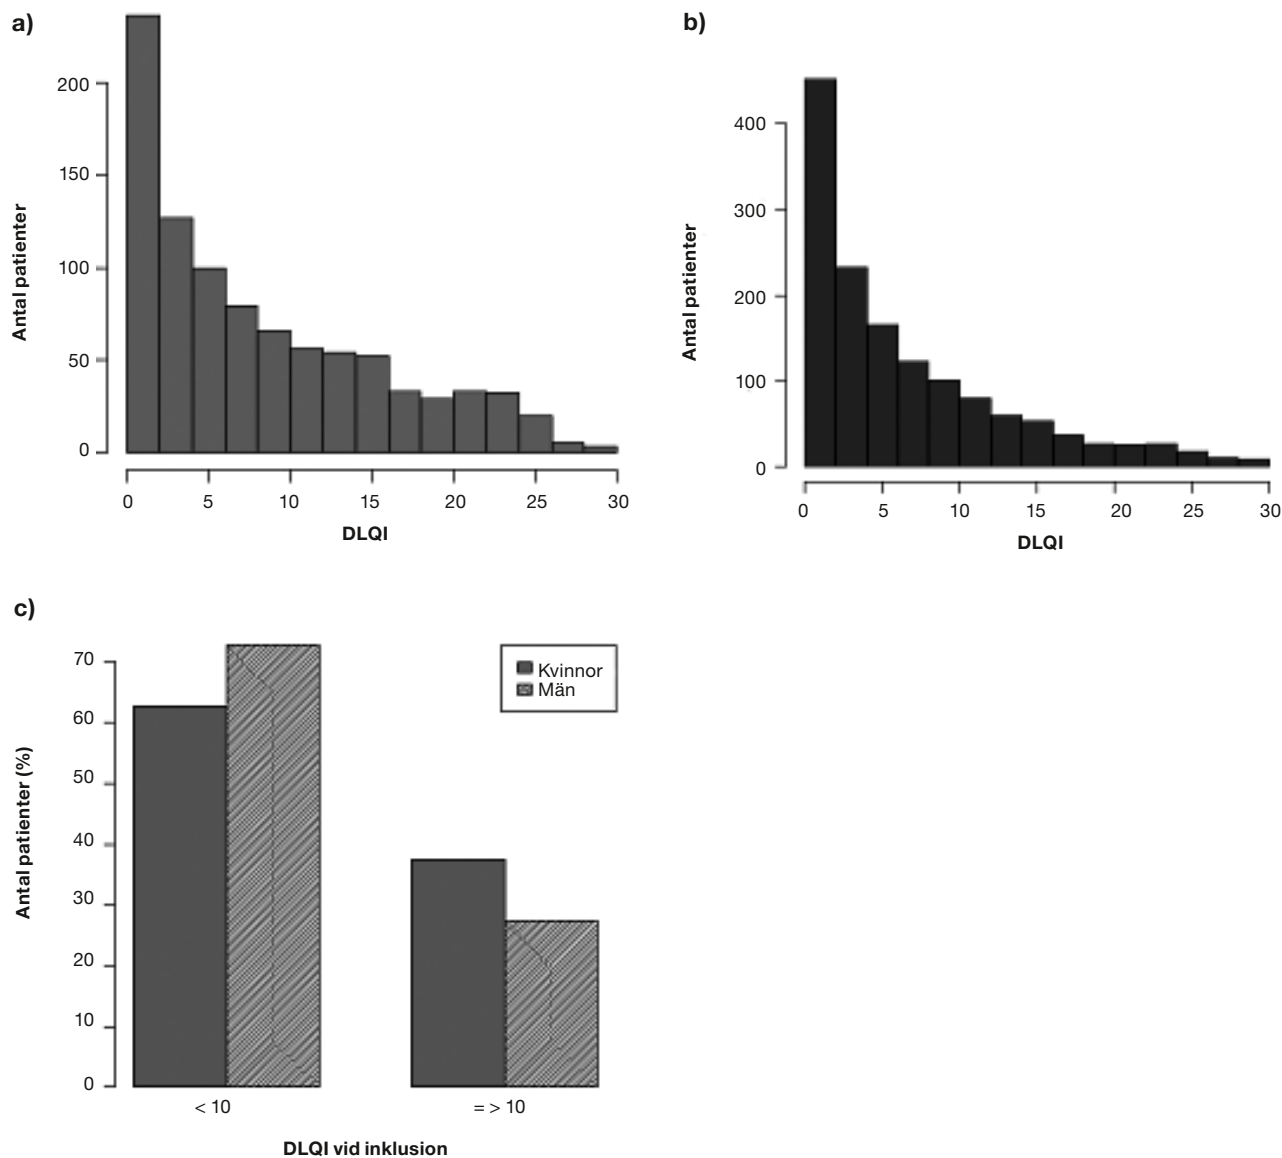 a)
200
150
100
50
0
Antal patienter
0 5 10 15 20 25 30
DLQI
b)
400
300
200
100
0
Antal patienter
0 5 10 15 20 25 30
DLQI
c)
70
60
50
40
30
20
10
0
Antal patienter (%)
Kvinnor
Män
< 10 = > 10
DLQI vid inklusion